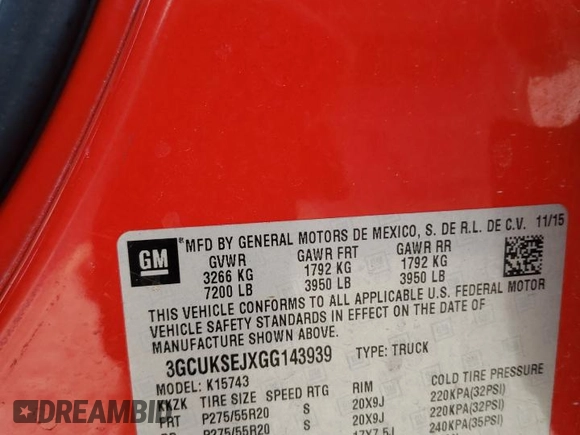 GM
®MFD BY GENERAL MOTORS DE MEXICO, S. DE R.L. DE C.V. 11/15
GVWR GAWR FRT GAWR RR
3266 KG 1792 KG 1792 KG
7200 LB 3950 LB 3950 LB
THIS VEHICLE CONFORMS TO ALL APPLICABLE U.S. FEDERAL MOTOR
VEHICLE SAFETY STANDARDS IN EFFECT ON THE DATE OF
MANUFACTURE SHOWN ABOVE.
3GCUKSEJXGG143939 TYPE: TRUCK
MODEL: K15743
KKZK TIRE SIZE SPEED RTG RIM COLD TIRE PRESSURE
FRT P275/55R20 S 20X9J 220KPA(32PSI)
P275/55R20 S 20X9J 220KPA(32PSI)
17X7.5J 240KPA(35PSI)
DREAMBID